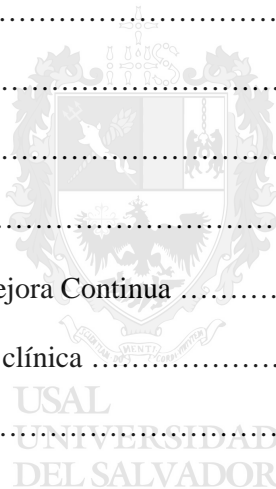 ……………………………………
……………………………
……………………………
……………………………………
ejora Continua ………
clínica ……………………
USAL
……………………………………
UNIVERSIDAD
DEL SALVADOR